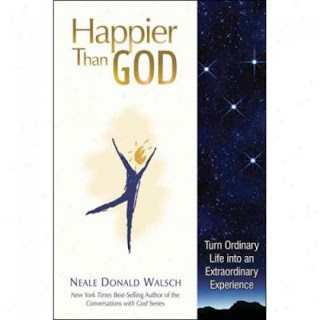 Happier
Than GOD
Turn Ordinary
Life into an
Extraordinary
Experience
NEALE DONALD WALSCH
New York Times Best-Selling Author of the
Conversations with God Series